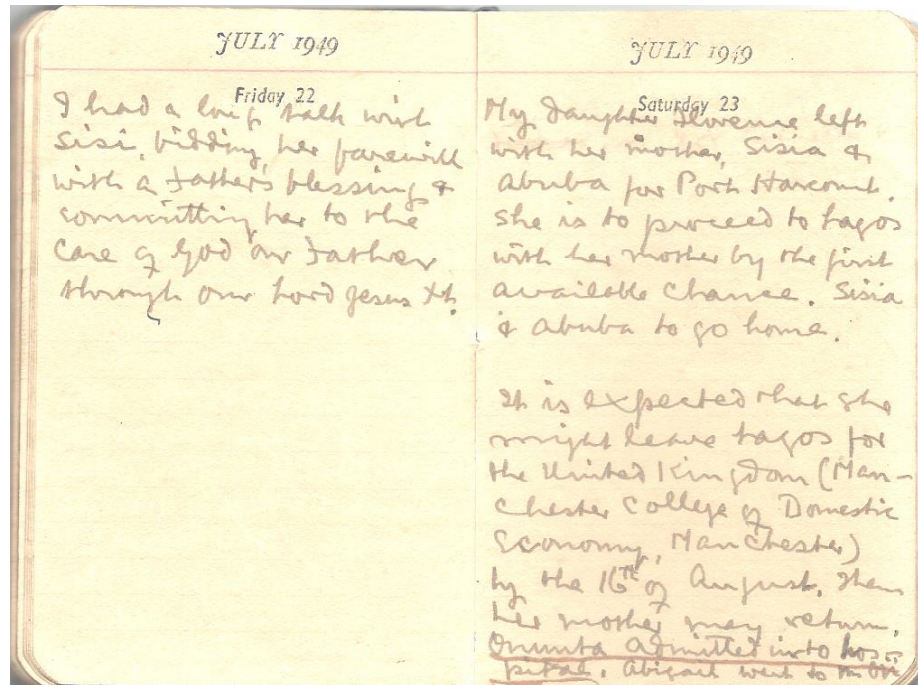 JULY 1949
Friday 22
I had a long talk with
Sisi, bidding her farewell
with a Father's blessing &
committing her to the
care of God our Father
through our Lord Jesus Xt.
JULY 1949
Saturday 23
My daughter Florence left
with her mother, Sisia &
Abuba for Port Harcourt.
She is to proceed to Lagos
with her mother by the first
available chance. Sisia
& Abuba to go home.
It is expected that she
might leave Lagos for
the United Kingdom (Man-
chester College of Domestic
Economy, Manchester)
by the 16th of August. Then
her mother may return.
admitted into hos-
pital. Abigail went to